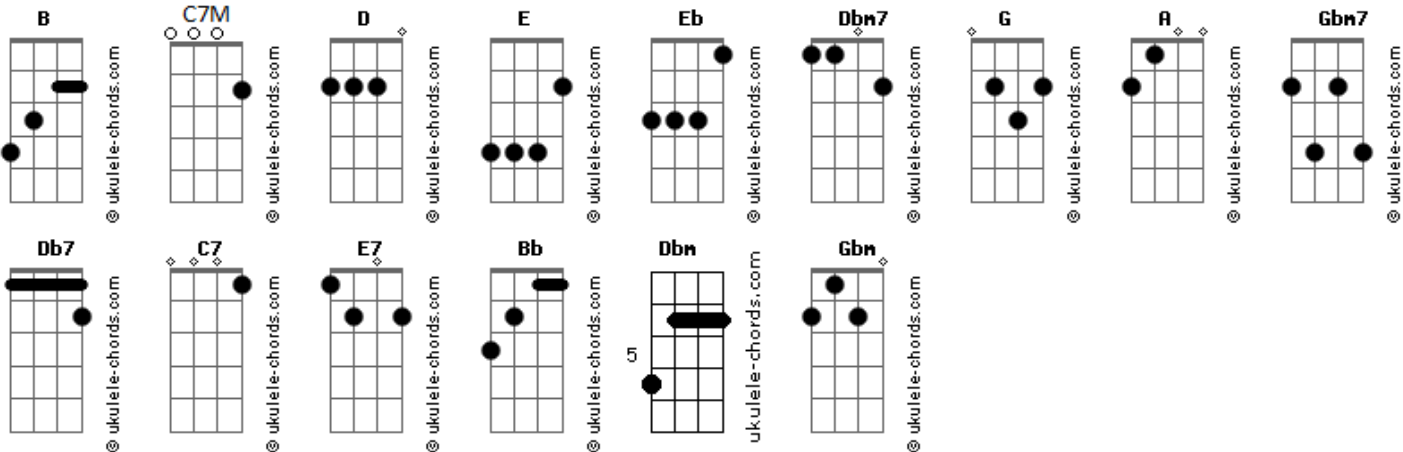 B C7M D E Eb Dbm7 G A Gbm7
© ukulele-chords.com © ukulele-chords.com © ukulele-chords.com © ukulele-chords.com © ukulele-chords.com © ukulele-chords.com © ukulele-chords.com © ukulele-chords.com © ukulele-chords.com
Db7 C7 E7 Bb Dbm Gbm
© ukulele-chords.com © ukulele-chords.com © ukulele-chords.com © ukulele-chords.com 5 ukulele-chords.com © ukulele-chords.com